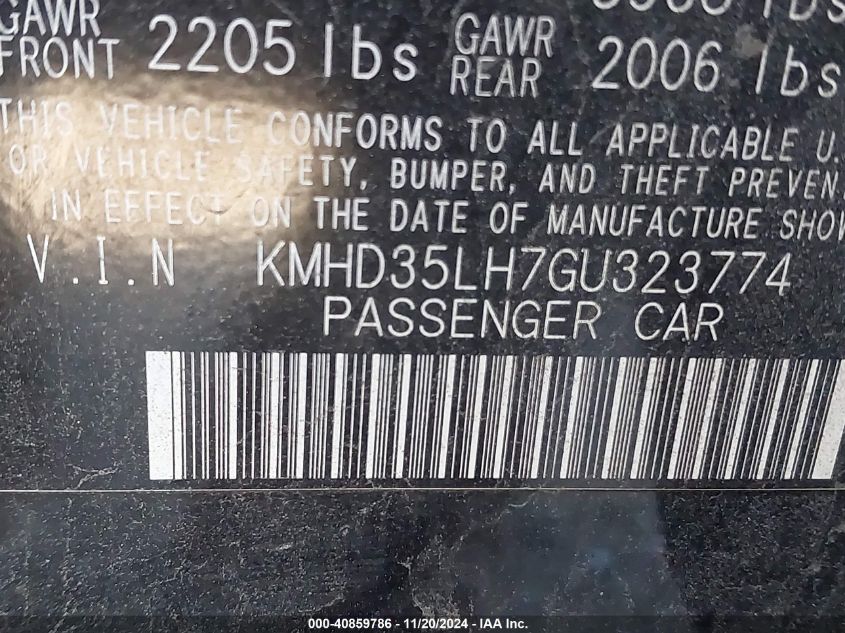 GAWR FRONT 2205 lbs GAWR REAR 2006 lbs
THIS VEHICLE CONFORMS TO ALL APPLICABLE U.
OR VEHICLE SAFETY, BUMPER, AND THEFT PREVEN
IN EFFECT ON THE DATE OF MANUFACTURE SHOW
V.I.N KMHD35LH7GU323774
PASSENGER CAR
000-40859786 - 11/20/2024 - IAA Inc.